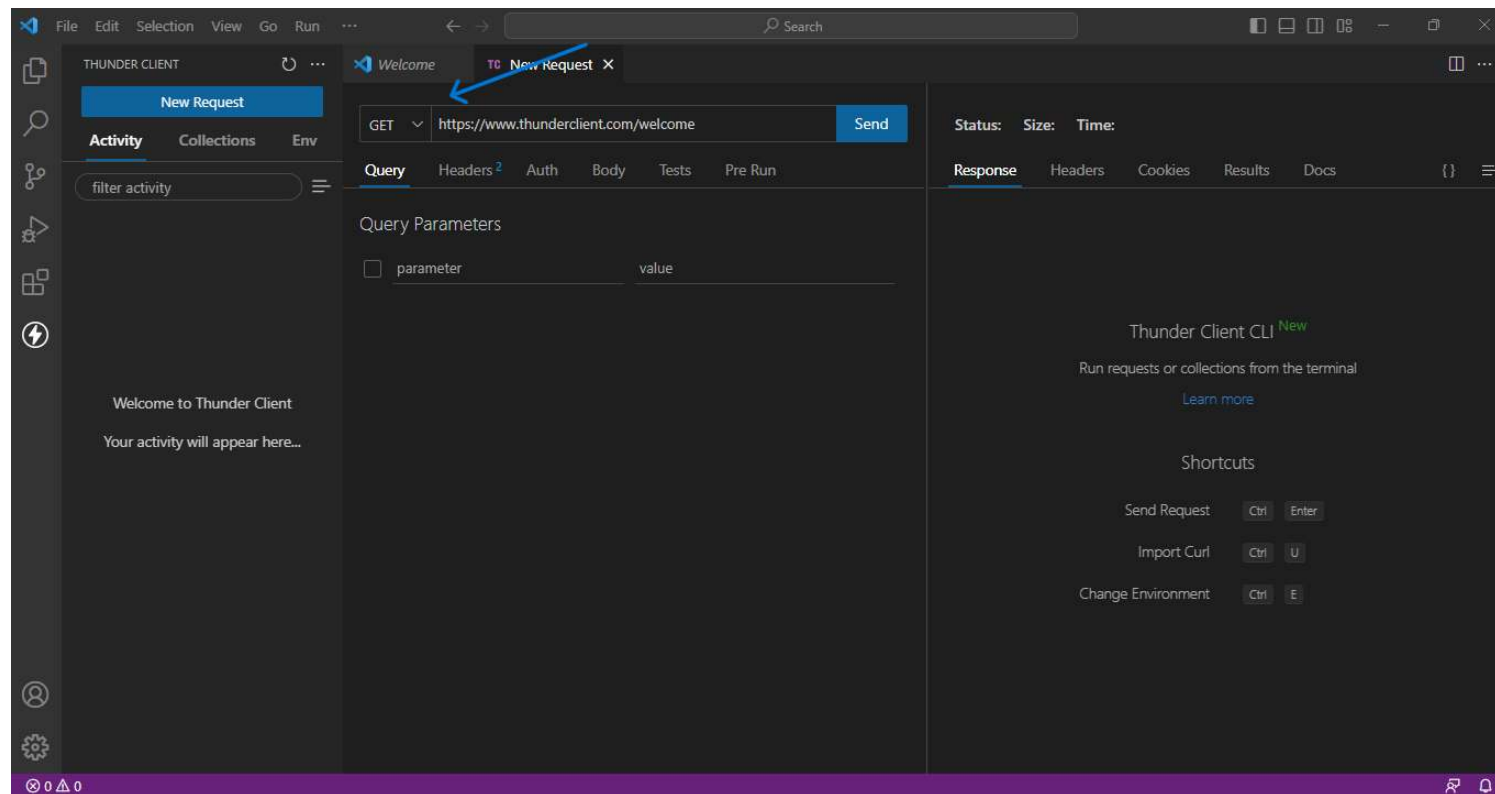 File Edit Selection View Go Run ··· Search
THUNDER CLIENT
New Request
Activity Collections Env
filter activity
Welcome to Thunder Client
Your activity will appear here...
Welcome TC New Request
GET https://www.thunderclient.com/welcome Send
Query Headers 2 Auth Body Tests Pre Run
Query Parameters
parameter value
Status: Size: Time:
Response Headers Cookies Results Docs {}
Thunder Client CLI New
Run requests or collections from the terminal
Learn more
Shortcuts
Send Request Ctrl Enter
Import Curl Ctrl U
Change Environment Ctrl E
0 0